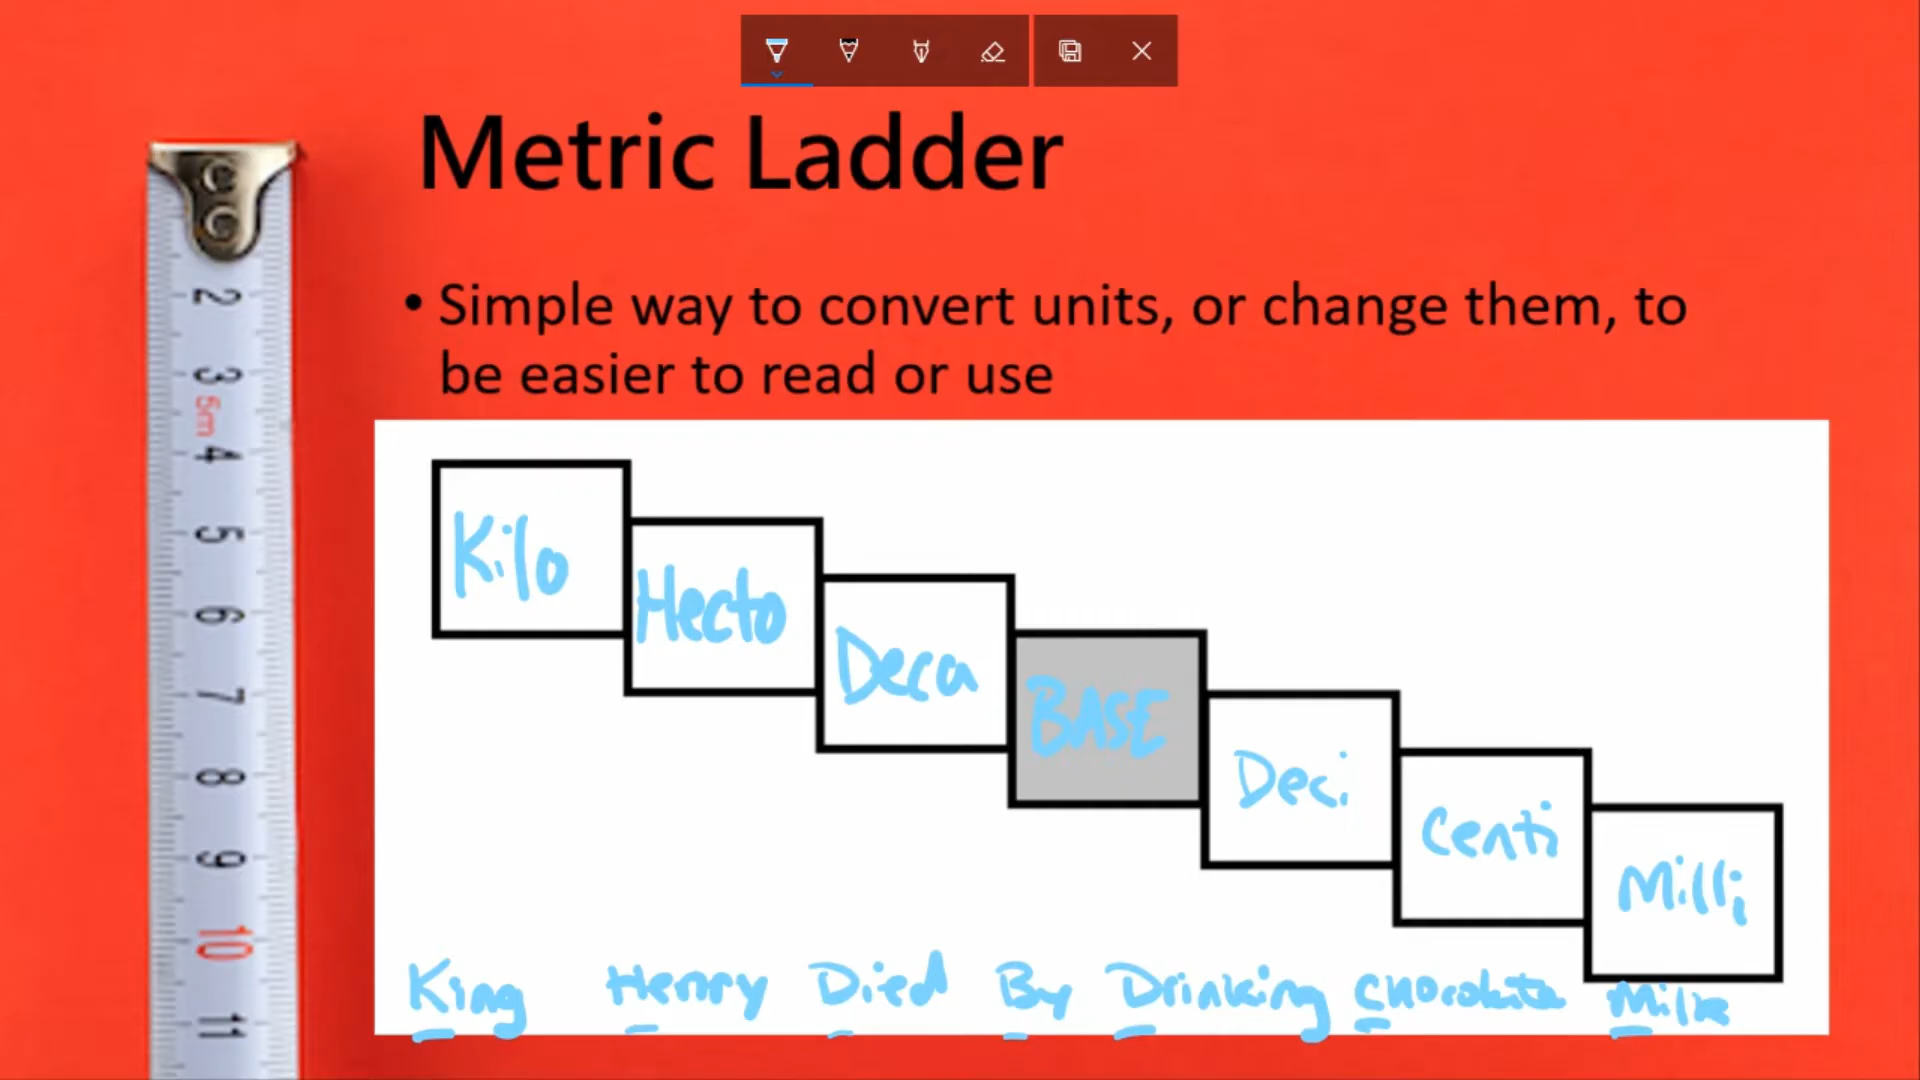 Metric Ladder
• Simple way to convert units, or change them, to
be easier to read or use
Kilo
Hecto
Deca
BASE
Deci
Centi
Milli
King Henry Died By Drinking Chocolate Milk
2
3
5m
4
5
6
7
8
9
10
11